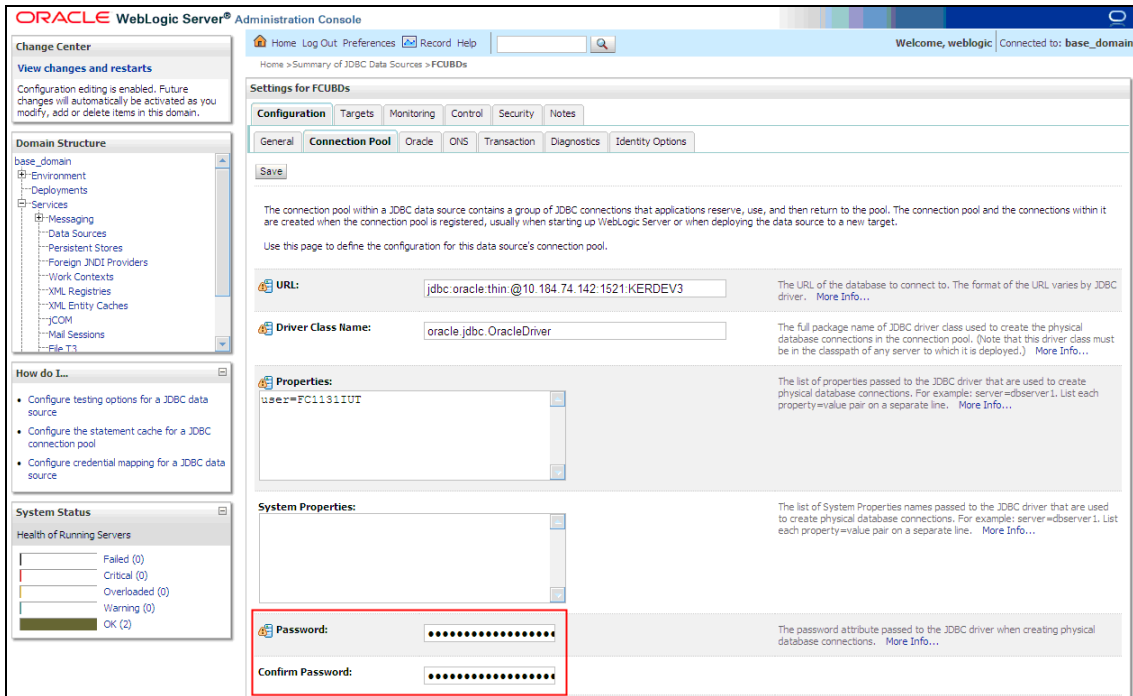 ORACLE WebLogic Server® Administration Console
Change Center
View changes and restarts
Configuration editing is enabled. Future
changes will automatically be activated as you
modify, add or delete items in this domain.
Domain Structure
base_domain
Environment
Deployments
Services
Messaging
Data Sources
Persistent Stores
Foreign JNDI Providers
Work Contexts
XML Registries
XML Entity Caches
jCOM
Mail Sessions
File T3
How do I...
Configure testing options for a JDBC data
source
Configure the statement cache for a JDBC
connection pool
Configure credential mapping for a JDBC data
source
System Status
Health of Running Servers
Failed (0)
Critical (0)
Overloaded (0)
Warning (0)
OK (2)
Home Log Out Preferences Record Help
Welcome, weblogic Connected to: base_domain
Home >Summary of JDBC Data Sources >FCUBDs
Settings for FCUBDs
Configuration Targets Monitoring Control Security Notes
General Connection Pool Oracle ONS Transaction Diagnostics Identity Options
Save
The connection pool within a JDBC data source contains a group of JDBC connections that applications reserve, use, and then return to the pool. The connection pool and the connections within it
are created when the connection pool is registered, usually when starting up WebLogic Server or when deploying the data source to a new target.
Use this page to define the configuration for this data source's connection pool.
URL:
jdbc:oracle:thin:@10.184.74.142:1521:KERDEV3
The URL of the database to connect to. The format of the URL varies by JDBC
driver. More Info...
Driver Class Name:
oracle.jdbc.OracleDriver
The full package name of JDBC driver class used to create the physical
database connections in the connection pool. (Note that this driver class must
be in the classpath of any server to which it is deployed.) More Info...
Properties:
user=FC1131IUT
The list of properties passed to the JDBC driver that are used to create
physical database connections. For example: server=dbserver1. List each
property=value pair on a separate line. More Info...
System Properties:
The list of System Properties names passed to the JDBC driver that are used
to create physical database connections. For example: server=dbserver1. List
each property=value pair on a separate line. More Info...
Password:
●●●●●●●●●●●●●●●●●●
The password attribute passed to the JDBC driver when creating physical
database connections. More Info...
Confirm Password:
●●●●●●●●●●●●●●●●●●